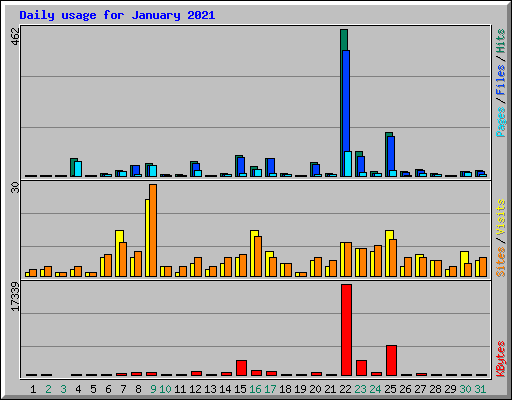 Daily usage for January 2021
462
Pages / Files / Hits
30
Sites / Visits
17339
KBytes
1 2 3 4 5 6 7 8 9 10 11 12 13 14 15 16 17 18 19 20 21 22 23 24 25 26 27 28 29 30 31